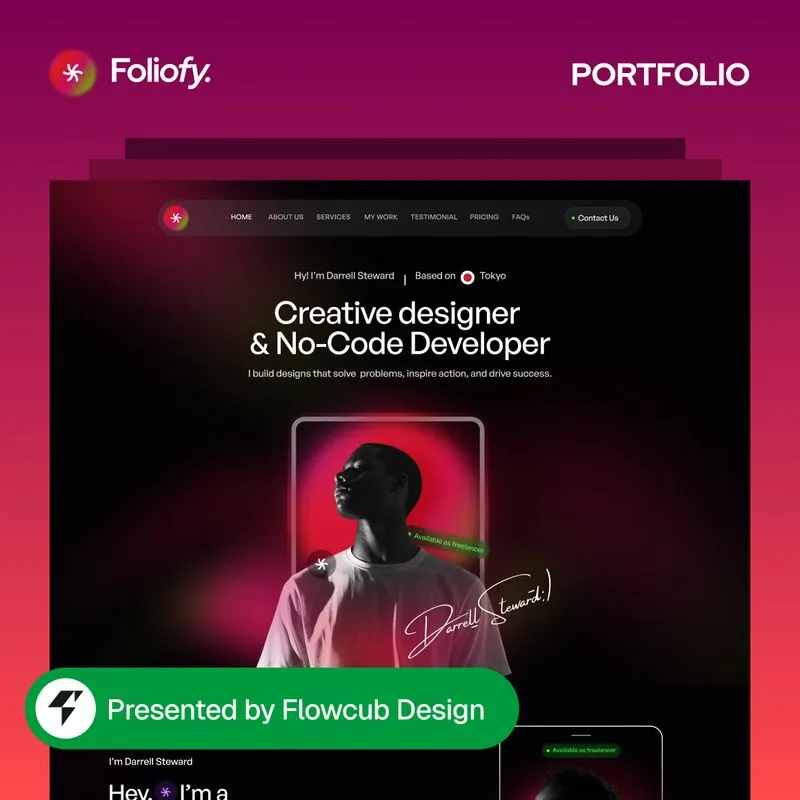 Foliofy.
PORTFOLIO
HOME ABOUT US SERVICES MY WORK TESTIMONIAL PRICING FAQs Contact Us
Hy! I'm Darrell Steward | Based on Tokyo
Creative designer
& No-Code Developer
I build designs that solve problems, inspire action, and drive success.
Available as freelancer
Darrell Steward:)
Presented by Flowcub Design
Available as freelancer
I'm Darrell Steward
Hey, I'm a